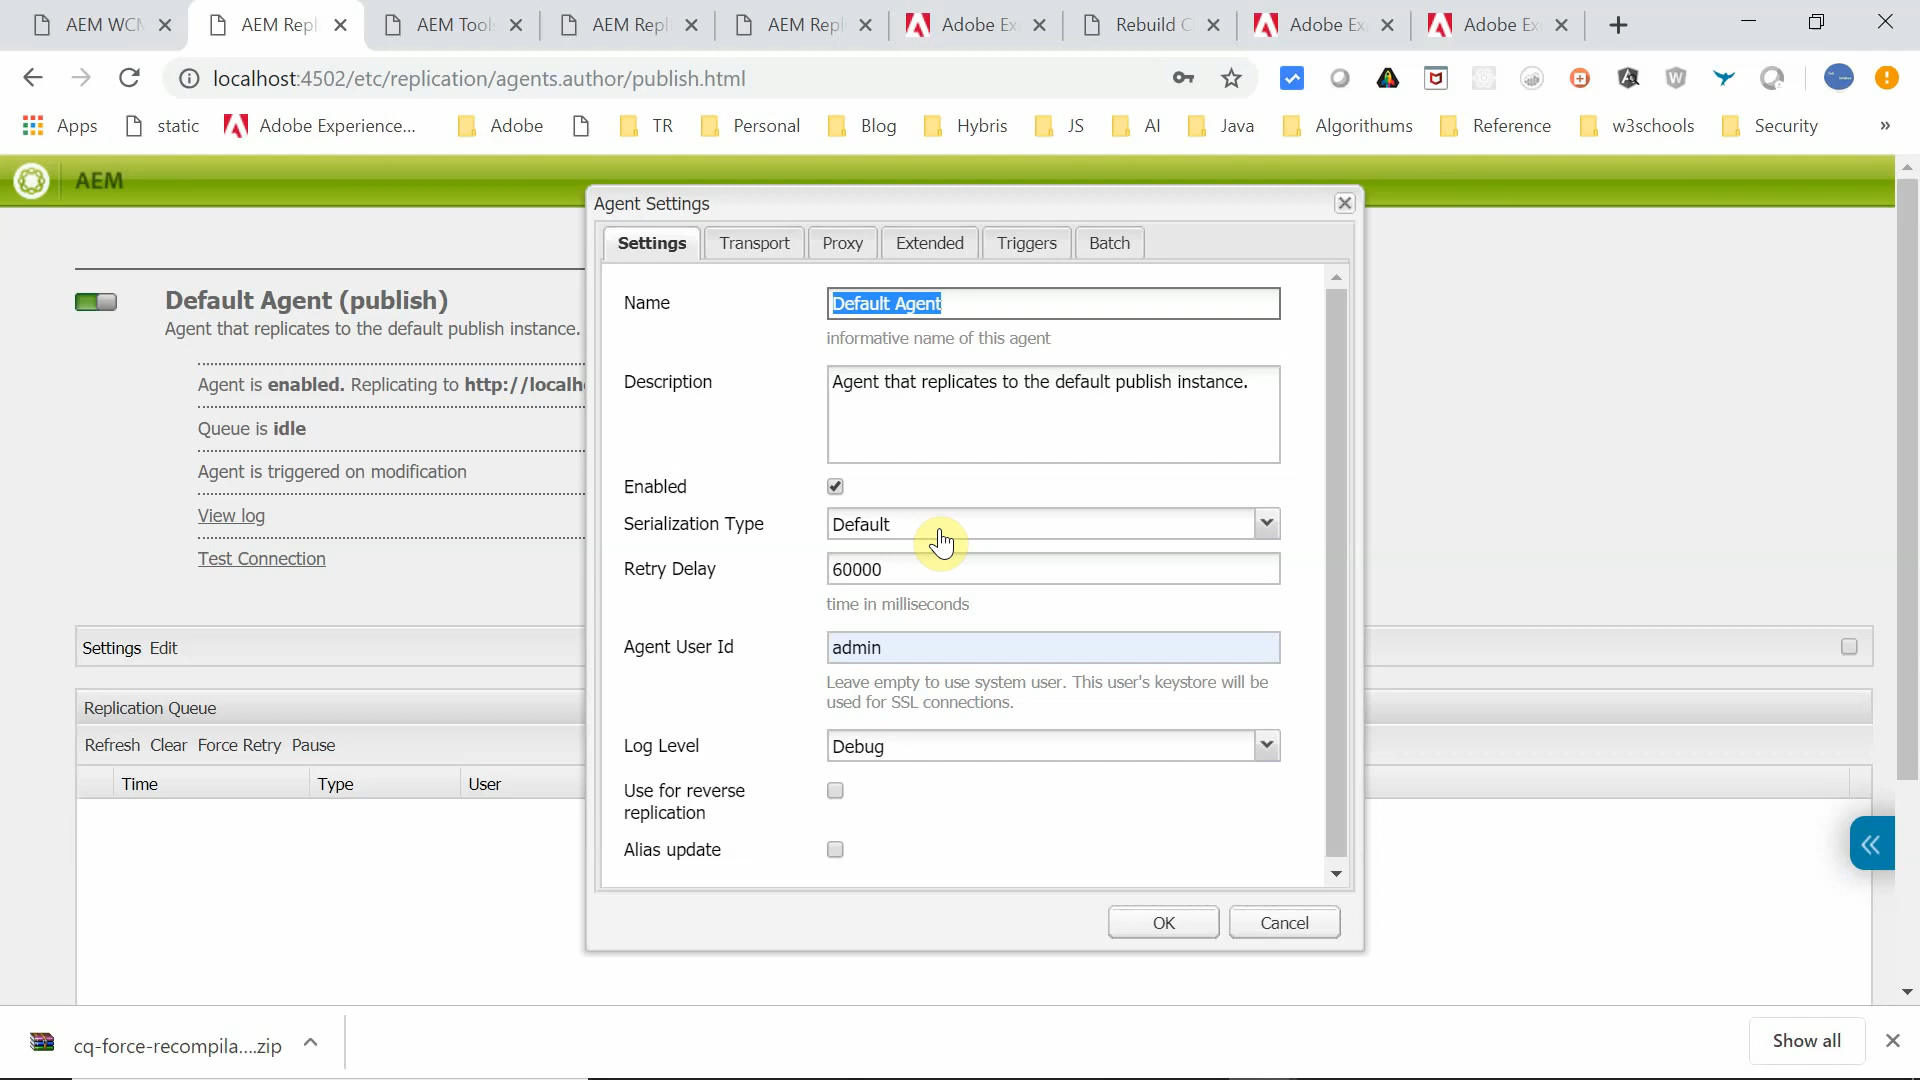 AEM WCM
AEM Repl
AEM Tool
AEM Repl
AEM Repl
Adobe Ex
Rebuild C
Adobe Ex
Adobe Ex
localhost:4502/etc/replication/agents.author/publish.html
Apps
static
Adobe Experience...
Adobe
TR
Personal
Blog
Hybris
JS
AI
Java
Algorithums
Reference
w3schools
Security
»
AEM
Agent Settings
Settings
Transport
Proxy
Extended
Triggers
Batch
Default Agent (publish)
Agent that replicates to the default publish instance.
Agent is enabled. Replicating to http://localh
Queue is idle
Agent is triggered on modification
View log
Test Connection
Name
Default Agent
informative name of this agent
Description
Agent that replicates to the default publish instance.
Enabled
Serialization Type
Default
Retry Delay
60000
time in milliseconds
Agent User Id
admin
Leave empty to use system user. This user's keystore will be
used for SSL connections.
Log Level
Debug
Use for reverse
replication
Alias update
OK
Cancel
Settings Edit
Replication Queue
Refresh Clear Force Retry Pause
Time
Type
User
cq-force-recompila....zip
Show all